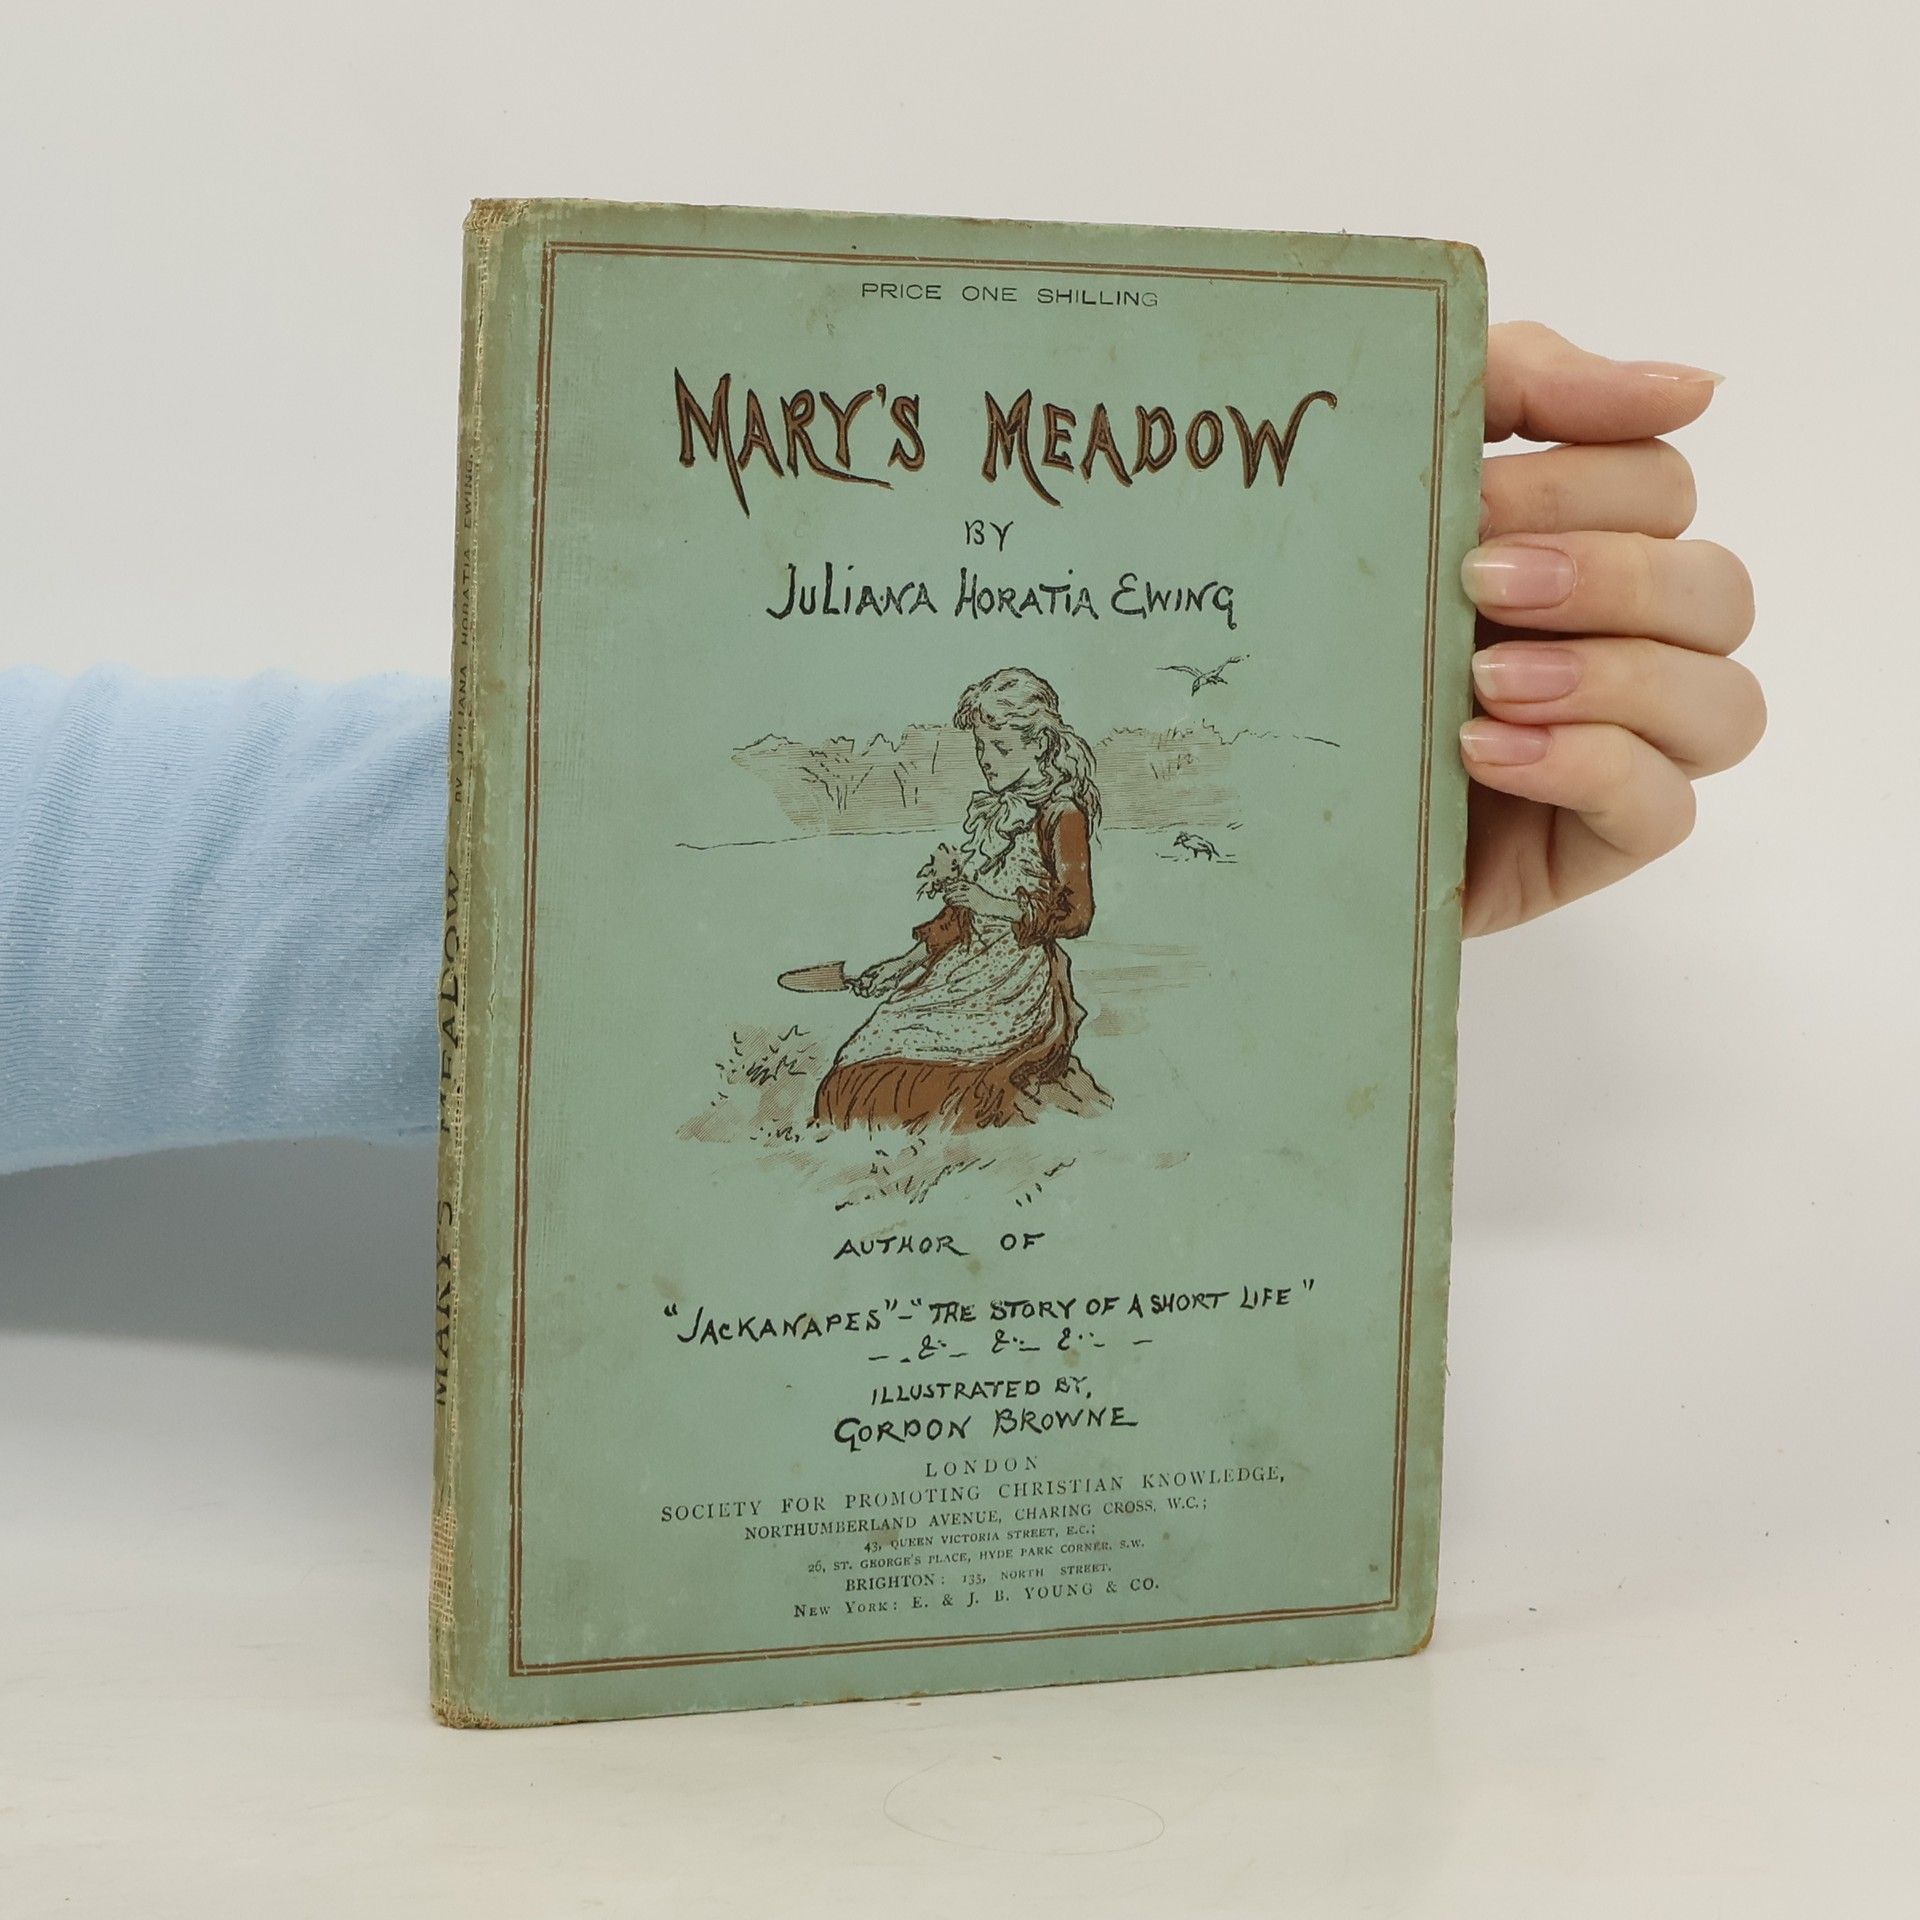 PRICE ONE SHILLING
MARY'S MEADOW
BY
JULIANA HORATIA EWING
AUTHOR OF
"JACKANAPES"-"THE STORY OF A SHORT LIFE"
- . &:- &:- &:- -
ILLUSTRATED BY,
GORDON BROWNE
LONDON
SOCIETY FOR PROMOTING CHRISTIAN KNOWLEDGE,
NORTHUMBERLAND AVENUE, CHARING CROSS, W.C.;
43, QUEEN VICTORIA STREET, E.C.;
26, ST. GEORGE'S PLACE, HYDE PARK CORNER, S.W.
BRIGHTON: 135, NORTH STREET.
NEW YORK: E. & J. B. YOUNG & CO.
MARY'S MEADOW BY JULIANA HORATIA EWING.